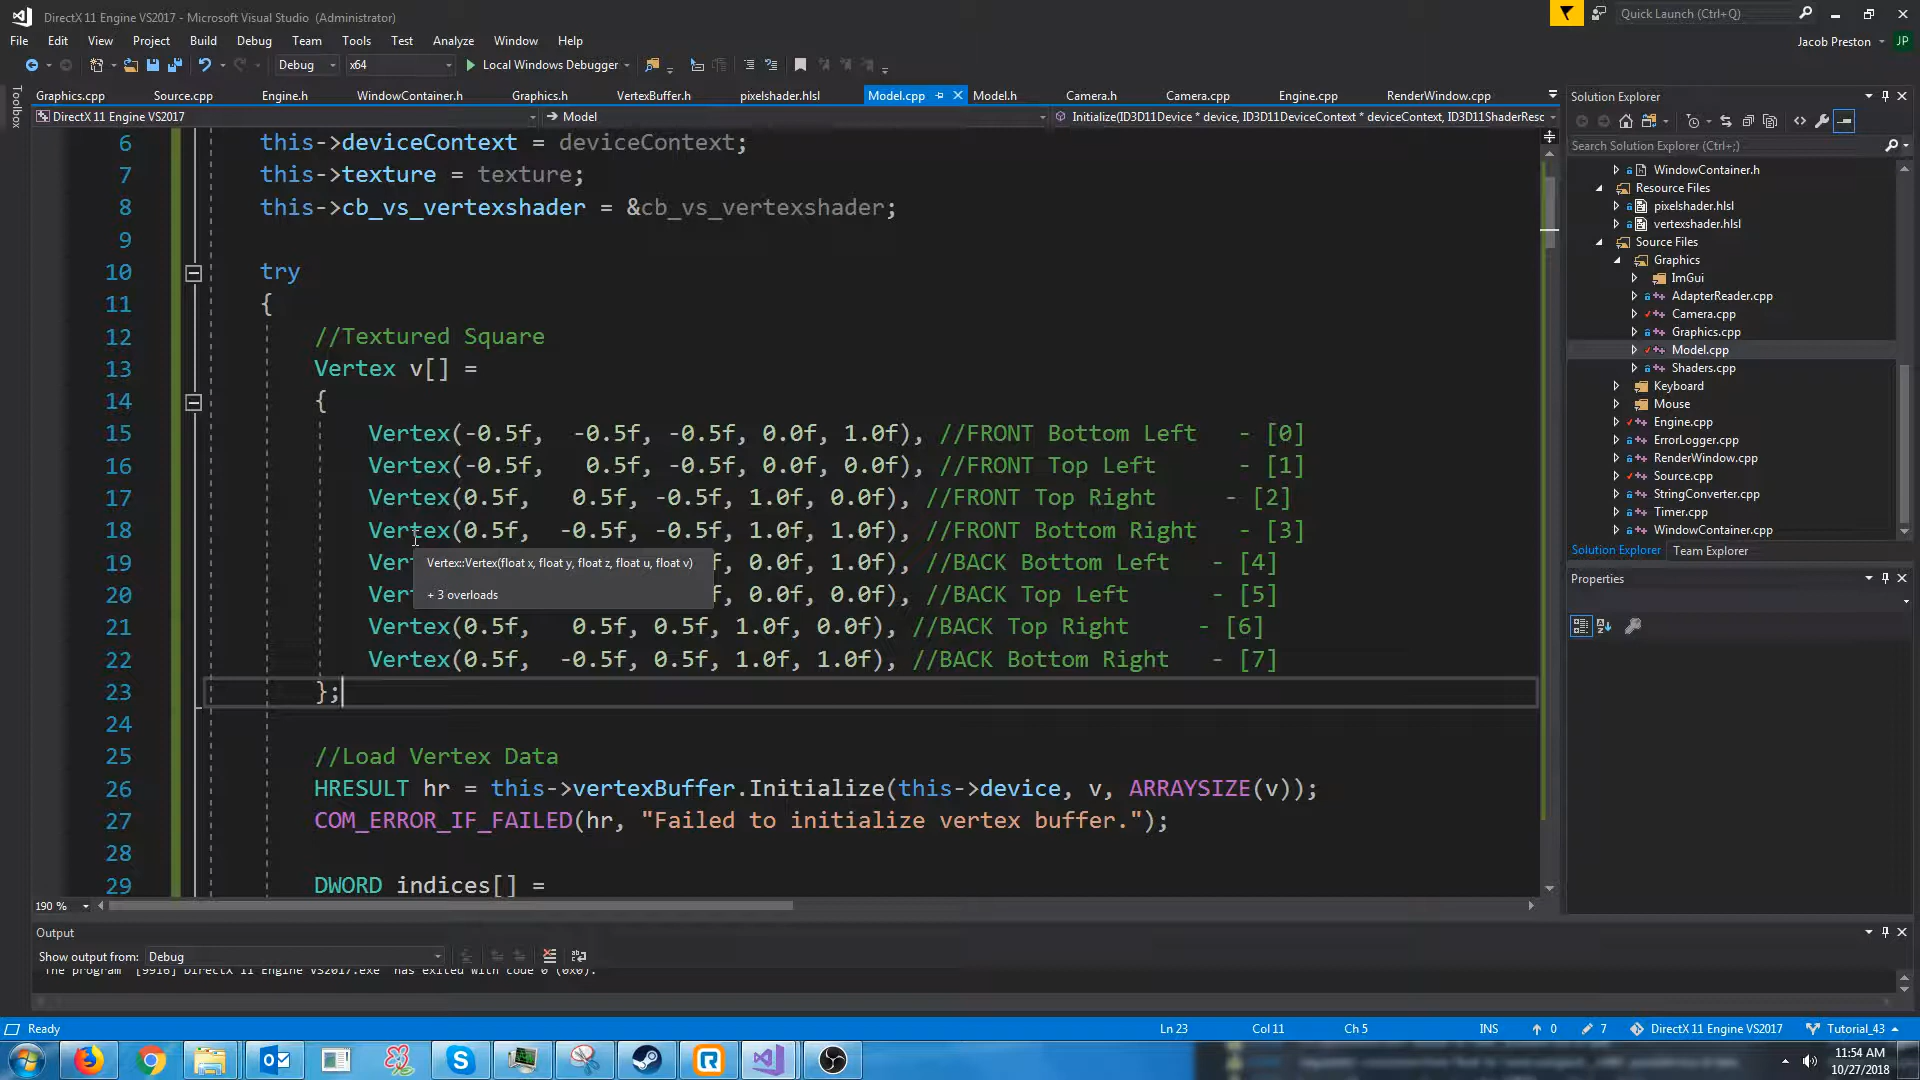 DirectX 11 Engine VS2017 - Microsoft Visual Studio (Administrator)
Quick Launch (Ctrl+Q)
File Edit View Project Build Debug Team Tools Test Analyze Window Help
Jacob Preston JP
Debug x64 Local Windows Debugger
Toolbox
Graphics.cpp Source.cpp Engine.h WindowContainer.h Graphics.h VertexBuffer.h pixelshader.hlsl Model.cpp Model.h Camera.h Camera.cpp Engine.cpp RenderWindow.cpp
DirectX 11 Engine VS2017 Model Initialize(ID3D11Device * device, ID3D11DeviceContext * deviceContext, ID3D11ShaderResc
6 this->deviceContext = deviceContext;
7 this->texture = texture;
8 this->cb_vs_vertexshader = &cb_vs_vertexshader;
9
10 try
11 {
12 //Textured Square
13 Vertex v[] =
14 {
15 Vertex(-0.5f, -0.5f, -0.5f, 0.0f, 1.0f), //FRONT Bottom Left - [0]
16 Vertex(-0.5f, 0.5f, -0.5f, 0.0f, 0.0f), //FRONT Top Left - [1]
17 Vertex(0.5f, 0.5f, -0.5f, 1.0f, 0.0f), //FRONT Top Right - [2]
18 Vertex(0.5f, -0.5f, -0.5f, 1.0f, 1.0f), //FRONT Bottom Right - [3]
19 Ver f, 0.0f, 1.0f), //BACK Bottom Left - [4]
Vertex::Vertex(float x, float y, float z, float u, float v)
+ 3 overloads
20 Ver f, 0.0f, 0.0f), //BACK Top Left - [5]
21 Vertex(0.5f, 0.5f, 0.5f, 1.0f, 0.0f), //BACK Top Right - [6]
22 Vertex(0.5f, -0.5f, 0.5f, 1.0f, 1.0f), //BACK Bottom Right - [7]
23 };
24
25 //Load Vertex Data
26 HRESULT hr = this->vertexBuffer.Initialize(this->device, v, ARRAYSIZE(v));
27 COM_ERROR_IF_FAILED(hr, "Failed to initialize vertex buffer.");
28
29 DWORD indices[] =
190 %
Solution Explorer
Search Solution Explorer (Ctrl+;)
WindowContainer.h
Resource Files
pixelshader.hlsl
vertexshader.hlsl
Source Files
Graphics
ImGui
AdapterReader.cpp
Camera.cpp
Graphics.cpp
Model.cpp
Shaders.cpp
Keyboard
Mouse
Engine.cpp
ErrorLogger.cpp
RenderWindow.cpp
Source.cpp
StringConverter.cpp
Timer.cpp
WindowContainer.cpp
Solution Explorer Team Explorer
Properties
Output
Show output from: Debug
The program '[9916] DirectX 11 Engine VS2017.exe' has exited with code 0 (0x0).
Ready Ln 23 Col 11 Ch 5 INS 0 7 DirectX 11 Engine VS2017 Tutorial_43
11:54 AM
10/27/2018